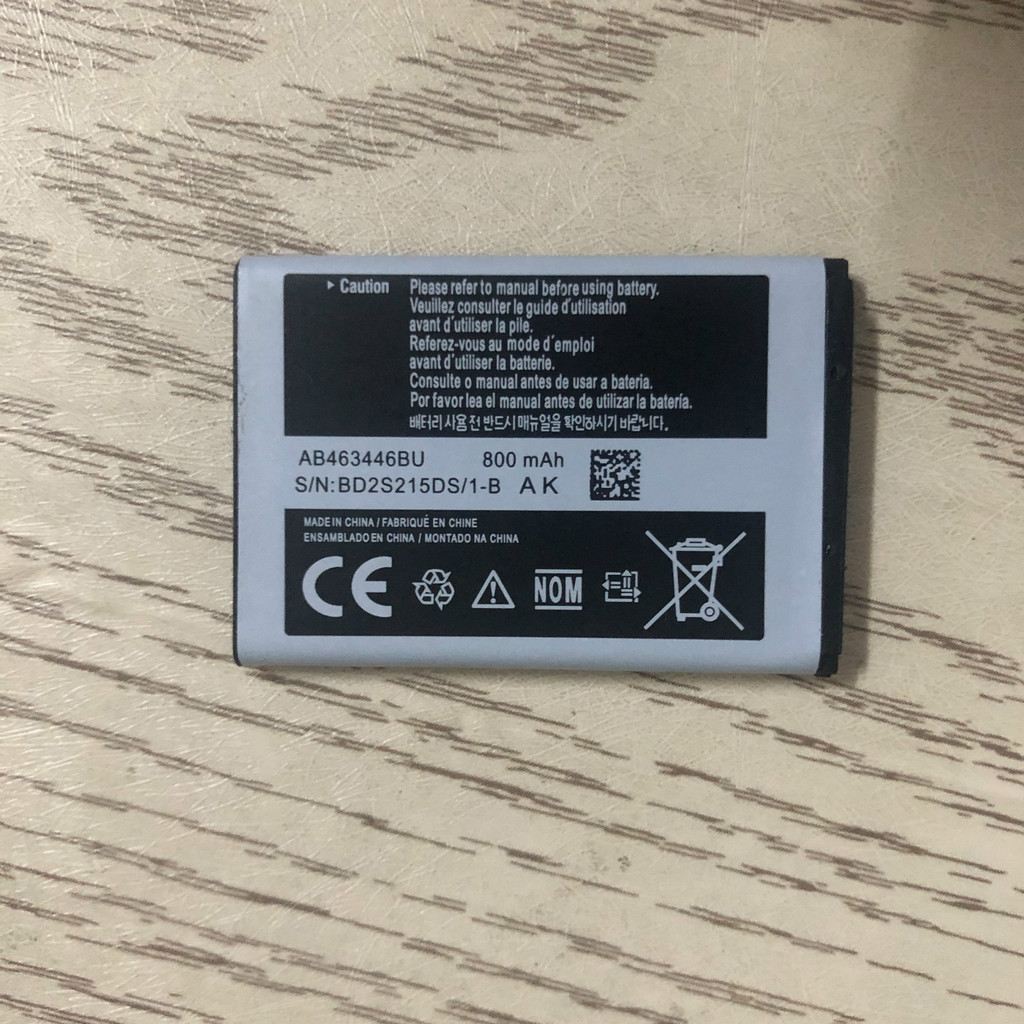 Caution Please refer to manual before using battery.
Veuillez consulter le guide d'utilisation
avant d'utiliser la pile.
Referez-vous au mode d'emploi
avant d'utiliser la batterie.
Consulte o manual antes de usar a bateria.
Por favor lea el manual antes de utilizar la batería.
배터리 사용 전 반드시 매뉴얼을 확인하시기 바랍니다.
AB463446BU 800 mAh
S/N:BD2S215DS/1-B A K
MADE IN CHINA / FABRIQUÉ EN CHINE
ENSAMBLADO EN CHINA / MONTADO NA CHINA
CE NOM